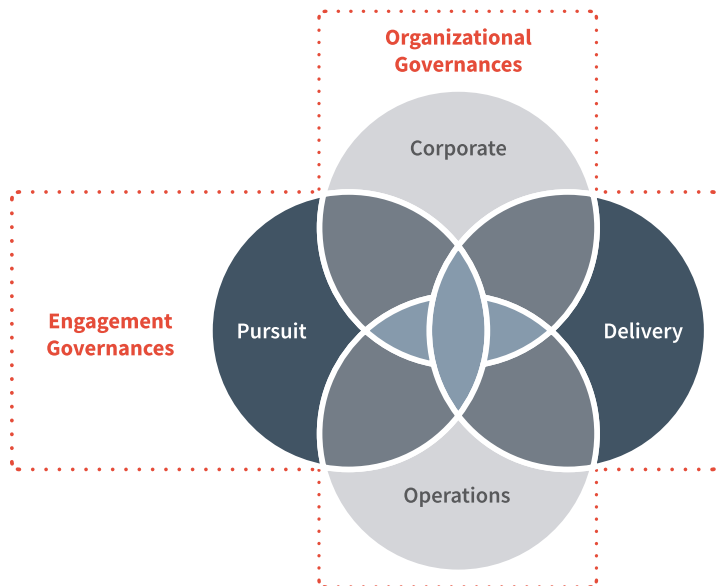 Organizational
Governances
Corporate
Engagement
Governances
Pursuit
Delivery
Operations